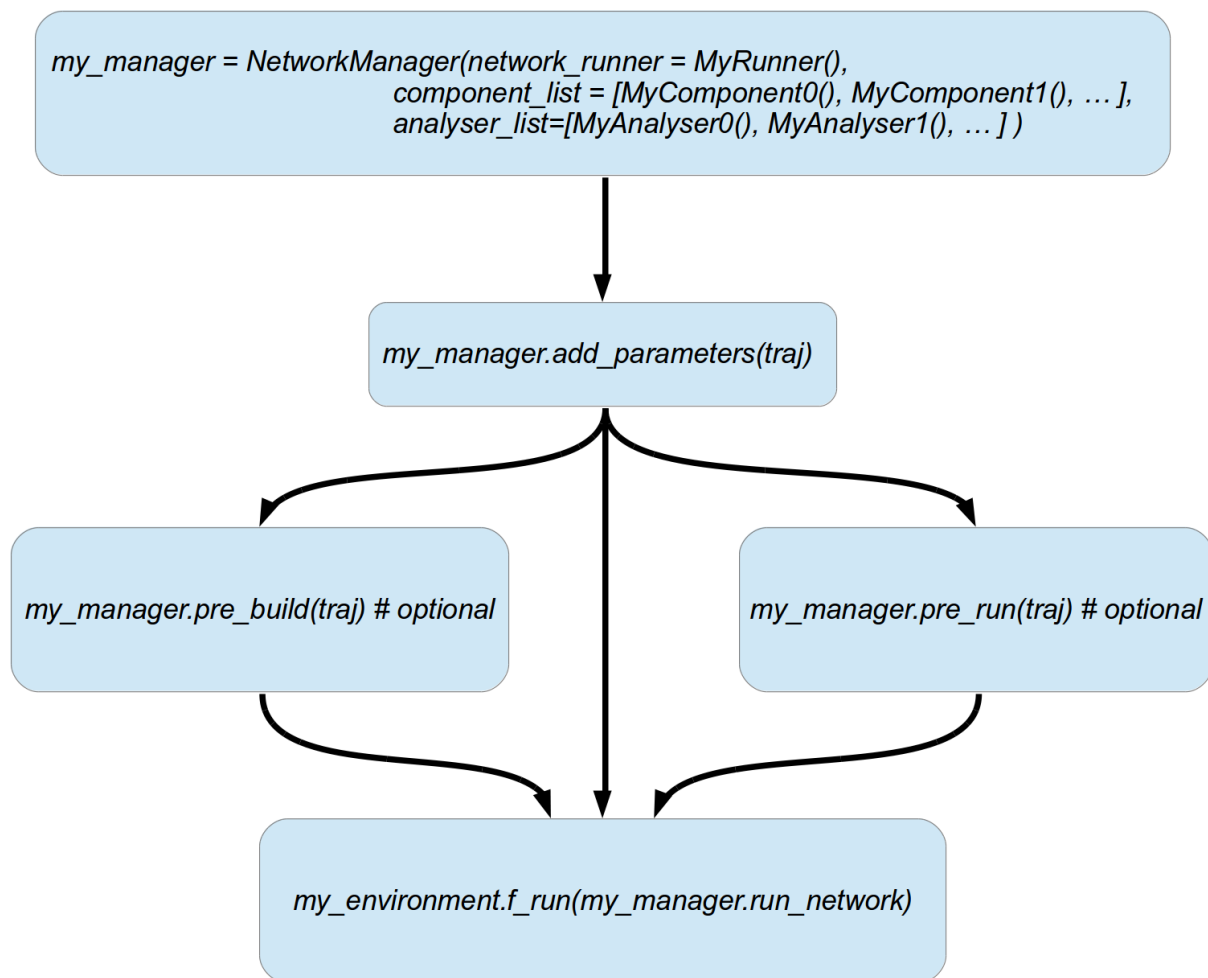 my_manager = NetworkManager(network_runner = MyRunner(),
component_list = [MyComponent0(), MyComponent1(), … ],
analyser_list=[MyAnalyser0(), MyAnalyser1(), … ] )
my_manager.add_parameters(traj)
my_manager.pre_build(traj) # optional
my_manager.pre_run(traj) # optional
my_environment.f_run(my_manager.run_network)